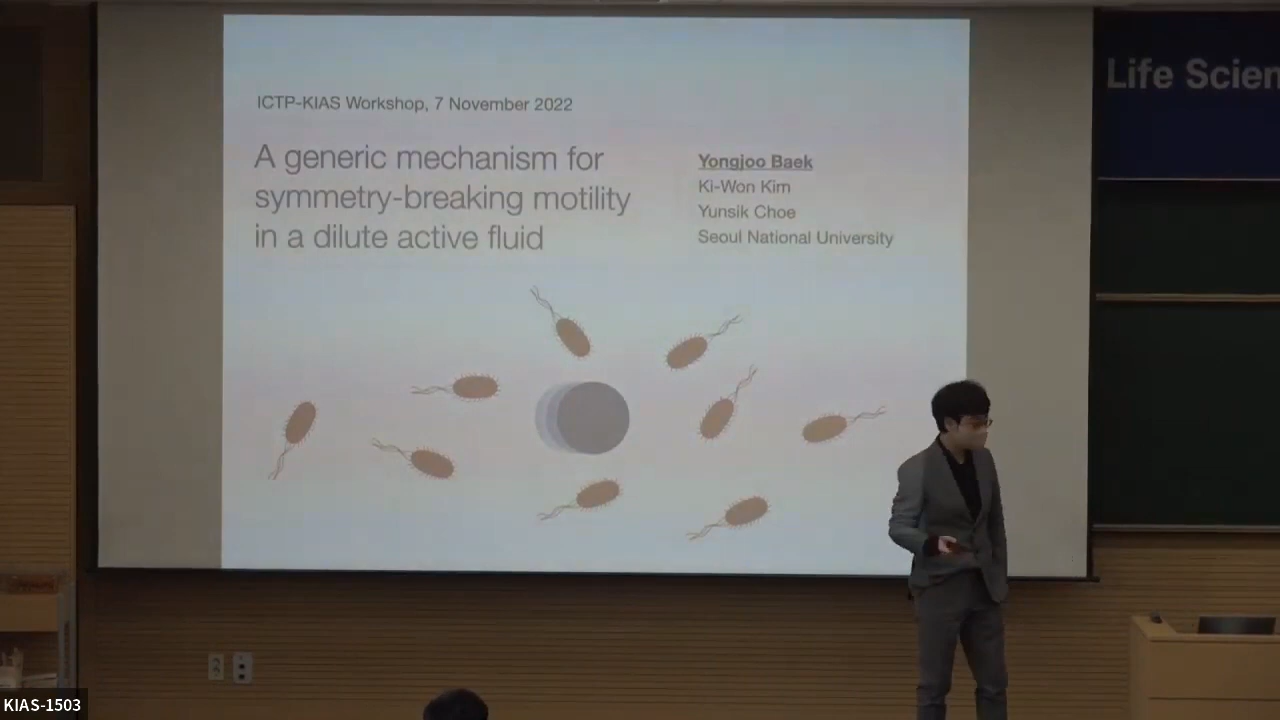 ICTP-KIAS Workshop, 7 November 2022
A generic mechanism for
symmetry-breaking motility
in a dilute active fluid
Yongjoo Baek
Ki-Won Kim
Yunsik Choe
Seoul National University
Life Scien
KIAS-1503